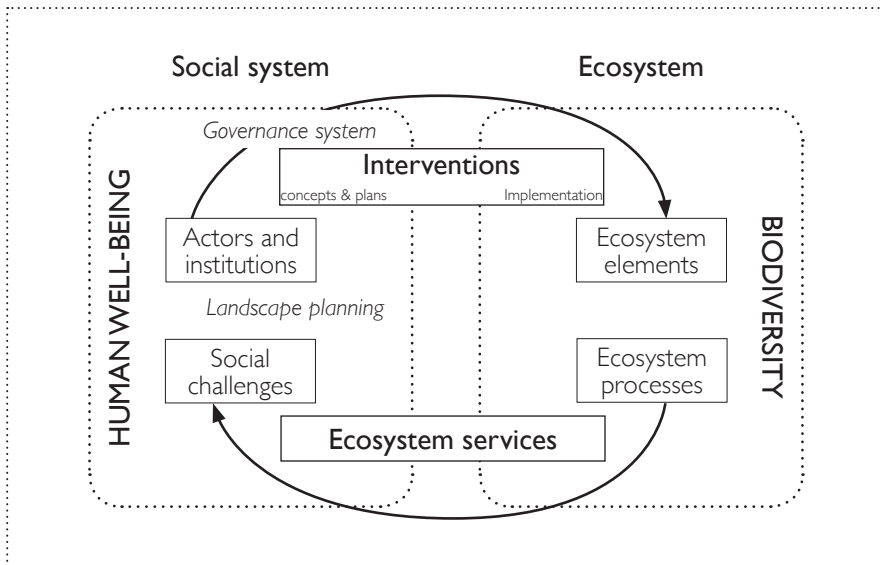 Social system
Ecosystem
Governance system
Interventions
concepts & plans
Implementation
HUMAN WELL-BEING
Actors and
institutions
Ecosystem
elements
BIODIVERSITY
Landscape planning
Social
challenges
Ecosystem
processes
Ecosystem services